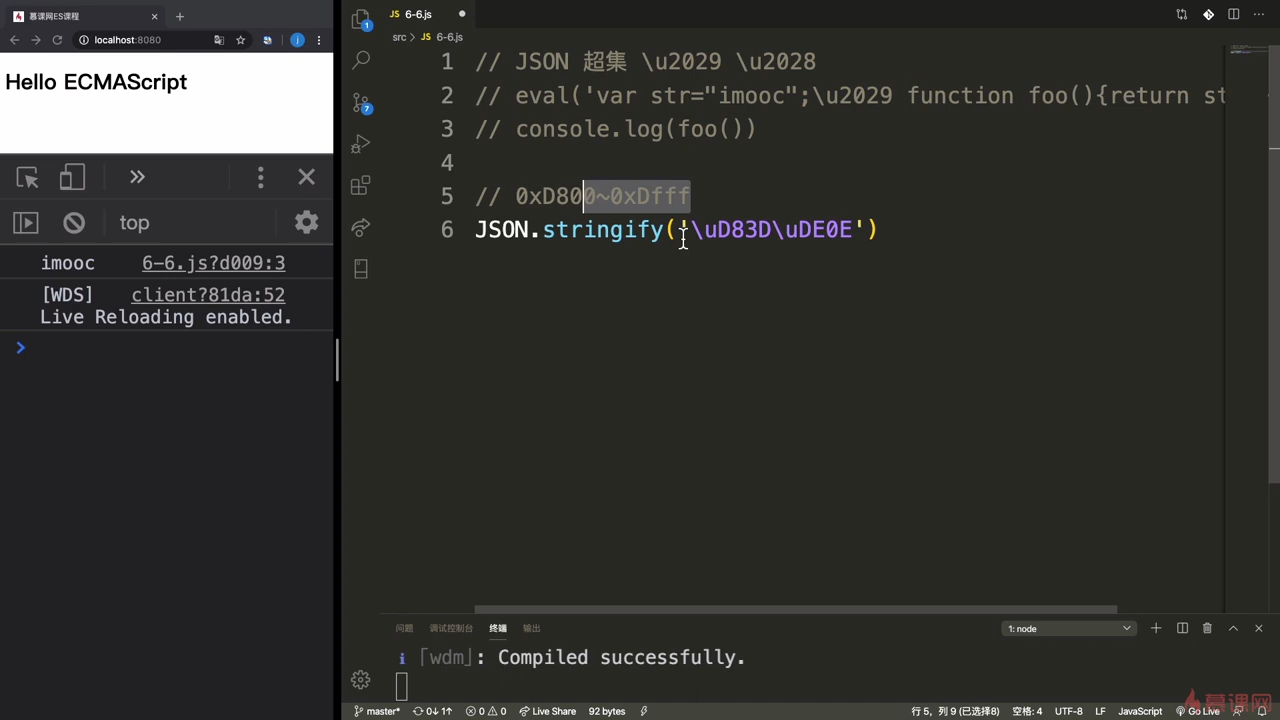 慕课网ES课程
6-6.js
localhost:8080
src > JS 6-6.js
Hello ECMAScript
1 // JSON 超集 \u2029 \u2028
2 // eval('var str="imooc";\u2029 function foo(){return st
3 // console.log(foo())
4
5 // 0xD800~0xDfff
6 JSON.stringify('\uD83D\uDE0E')
top
imooc 6-6.js?d009:3
[WDS] client?81da:52
Live Reloading enabled.
问题 调试控制台 终端 输出
1: node
i ｢wdm｣: Compiled successfully.
master* 0↓ 1↑ 0 0 Live Share 92 bytes 行 5, 列 9 (已选择8) 空格: 4 UTF-8 LF JavaScript Go Live
慕课网